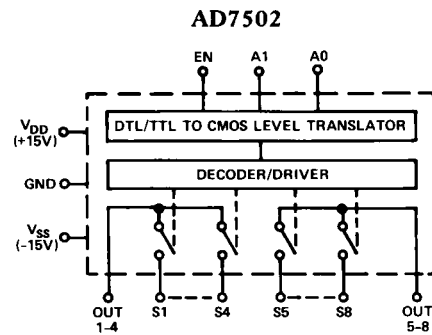 AD7502
EN A1 A0
DTL/TTL TO CMOS LEVEL TRANSLATOR
VDD
(+15V)
DECODER/DRIVER
GND
VSS
(-15V)
OUT
1-4
S1 S4 S5 S8
OUT
5-8